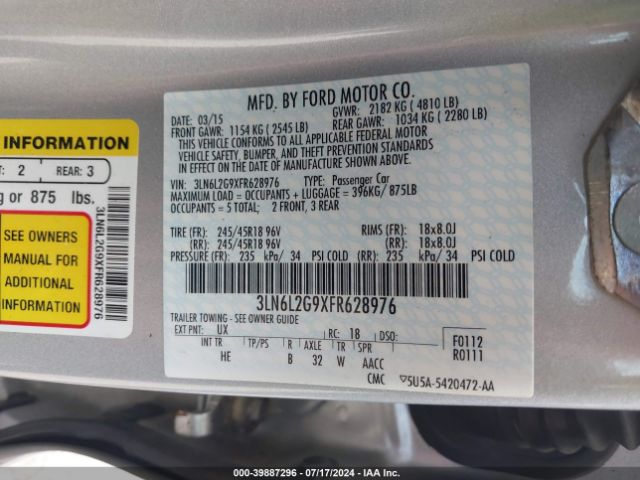 INFORMATION
: 2 REAR: 3
g or 875 lbs.
SEE OWNERS
MANUAL FOR
ADDITIONAL
INFORMATION
3LN6L2G9XFR628976
MFD. BY FORD MOTOR CO.
DATE: 03/15 GVWR: 2182 KG ( 4810 LB)
FRONT GAWR: 1154 KG ( 2545 LB) REAR GAWR: 1034 KG ( 2280 LB)
THIS VEHICLE CONFORMS TO ALL APPLICABLE FEDERAL MOTOR
VEHICLE SAFETY, BUMPER, AND THEFT PREVENTION STANDARDS
IN EFFECT ON THE DATE OF MANUFACTURE SHOWN ABOVE.
VIN: 3LN6L2G9XFR628976 TYPE: Passenger Car
MAXIMUM LOAD = OCCUPANTS + LUGGAGE = 396KG/ 875LB
OCCUPANTS = 5 TOTAL; 2 FRONT, 3 REAR
TIRE (FR): 245/45R18 96V RIMS (FR): 18x8.0J
(RR): 245/45R18 96V (RR): 18x8.0J
PRESSURE (FR): 235 kPa/ 34 PSI COLD (RR): 235 kPa/ 34 PSI COLD
3LN6L2G9XFR628976
TRAILER TOWING - SEE OWNER GUIDE
EXT PNT: UX RC: 18 DSO: F0112
INT TR TP/PS R AXLE TR SPR R0111
HE B 32 W AACC
CMC 5U5A-5420472-AA
000-39887296 - 07/17/2024 - IAA Inc.